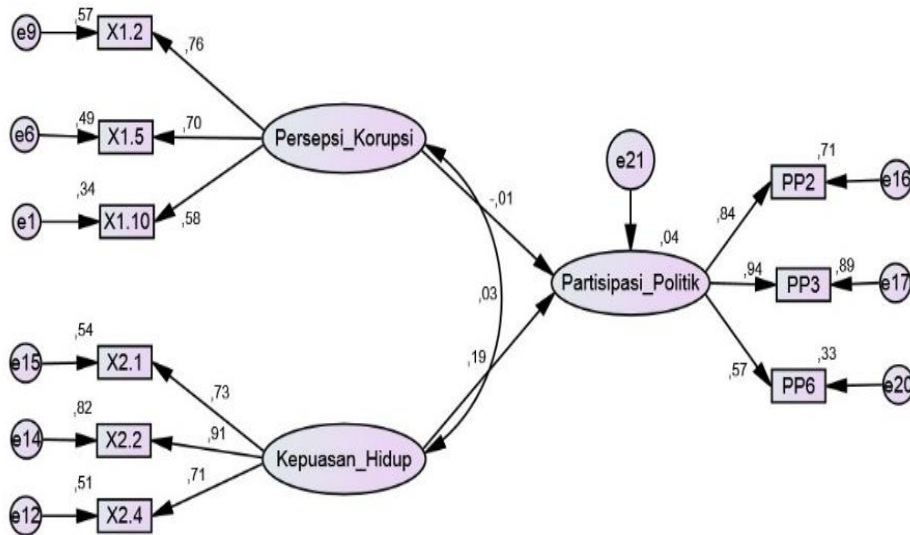 ,57
e9
X1.2
,76
,49
e6
X1.5
,70
Persepsi_Korupsi
,34
e1
X1.10
,58
-,01
e21
,04
Partisipasi_Politik
,71
PP2
e16
,84
,94
,89
PP3
e17
,33
,57
PP6
e20
,03
,19
,54
e15
X2.1
,73
,82
e14
X2.2
,91
Kepuasan_Hidup
,51
e12
X2.4
,71